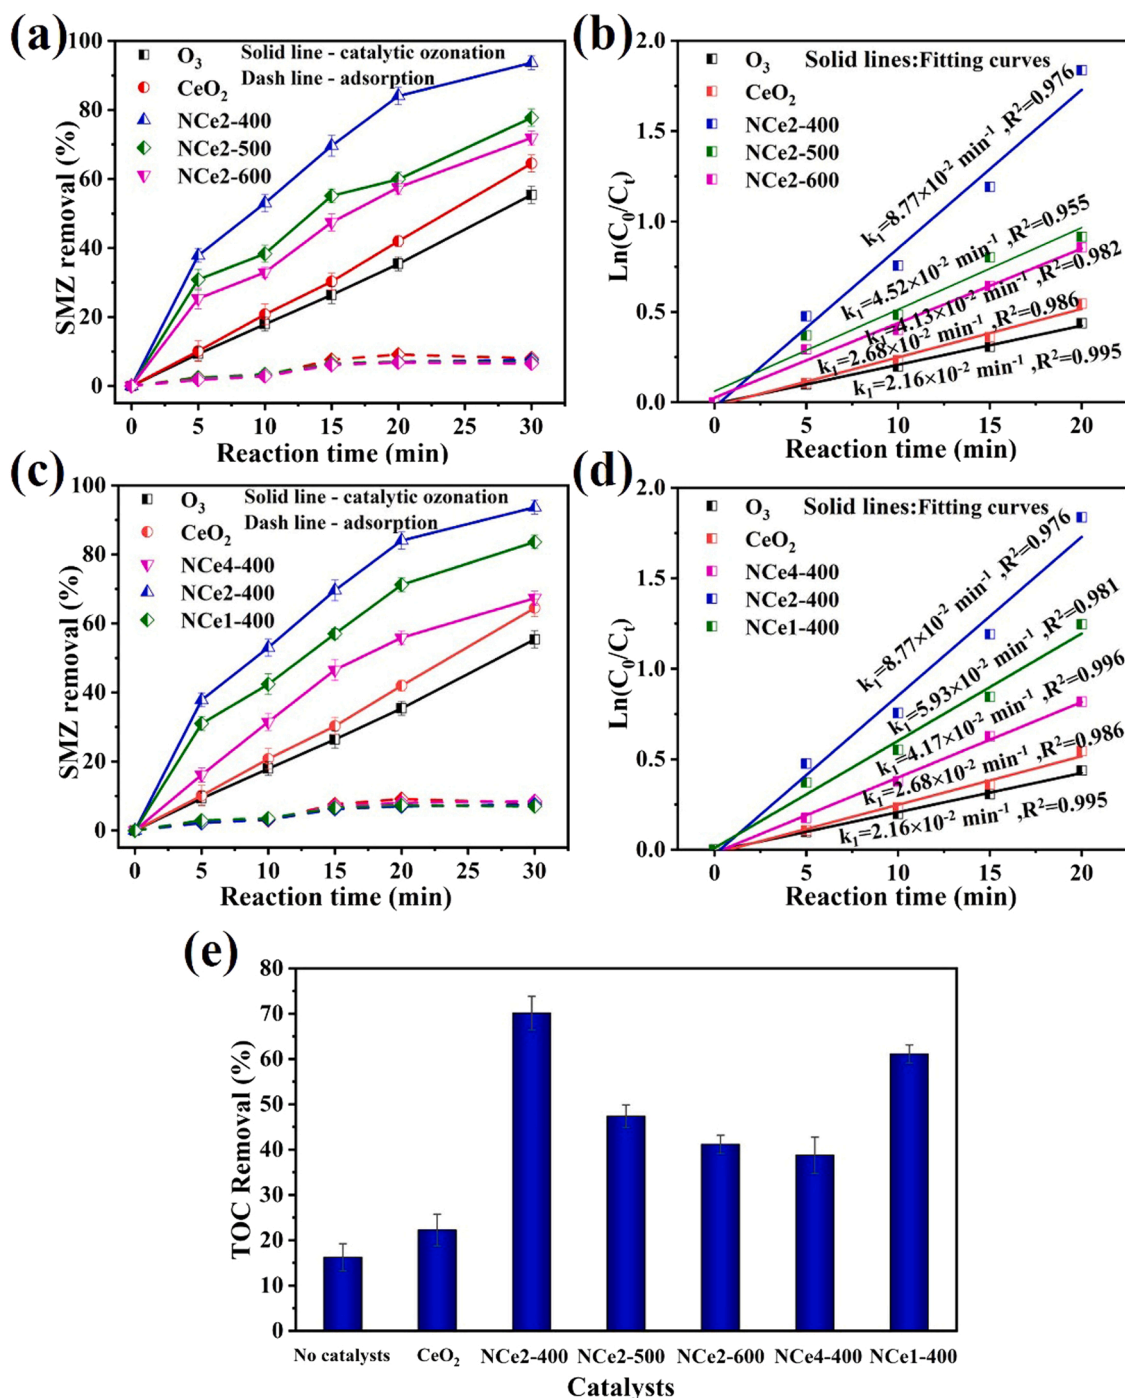 (a)
100
80
60
40
20
0
SMZ removal (%)
O3
CeO2
NCe2-400
NCe2-500
NCe2-600
Solid line - catalytic ozonation
Dash line - adsorption
0 5 10 15 20 25 30
Reaction time (min)
(b)
2.0
1.5
1.0
0.5
0.0
Ln(C0/Ct)
O3
CeO2
NCe2-400
NCe2-500
NCe2-600
Solid lines:Fitting curves
k1=8.77×10-2 min-1 ,R2=0.976
k1=4.52×10-2 min-1 ,R2=0.955
k1=4.13×10-2 min-1 ,R2=0.982
k1=2.68×10-2 min-1 ,R2=0.986
k1=2.16×10-2 min-1 ,R2=0.995
0 5 10 15 20
Reaction time (min)
(c)
100
80
60
40
20
0
SMZ removal (%)
O3
CeO2
NCe4-400
NCe2-400
NCe1-400
Solid line - catalytic ozonation
Dash line - adsorption
0 5 10 15 20 25 30
Reaction time (min)
(d)
2.0
1.5
1.0
0.5
0.0
Ln(C0/Ct)
O3
CeO2
NCe4-400
NCe2-400
NCe1-400
Solid lines:Fitting curves
k1=8.77×10-2 min-1 ,R2=0.976
k1=5.93×10-2 min-1 ,R2=0.981
k1=4.17×10-2 min-1 ,R2=0.996
k1=2.68×10-2 min-1 ,R2=0.986
k1=2.16×10-2 min-1 ,R2=0.995
0 5 10 15 20
Reaction time (min)
(e)
80
70
60
50
40
30
20
10
0
TOC Removal (%)
No catalysts CeO2 NCe2-400 NCe2-500 NCe2-600 NCe4-400 NCe1-400
Catalysts